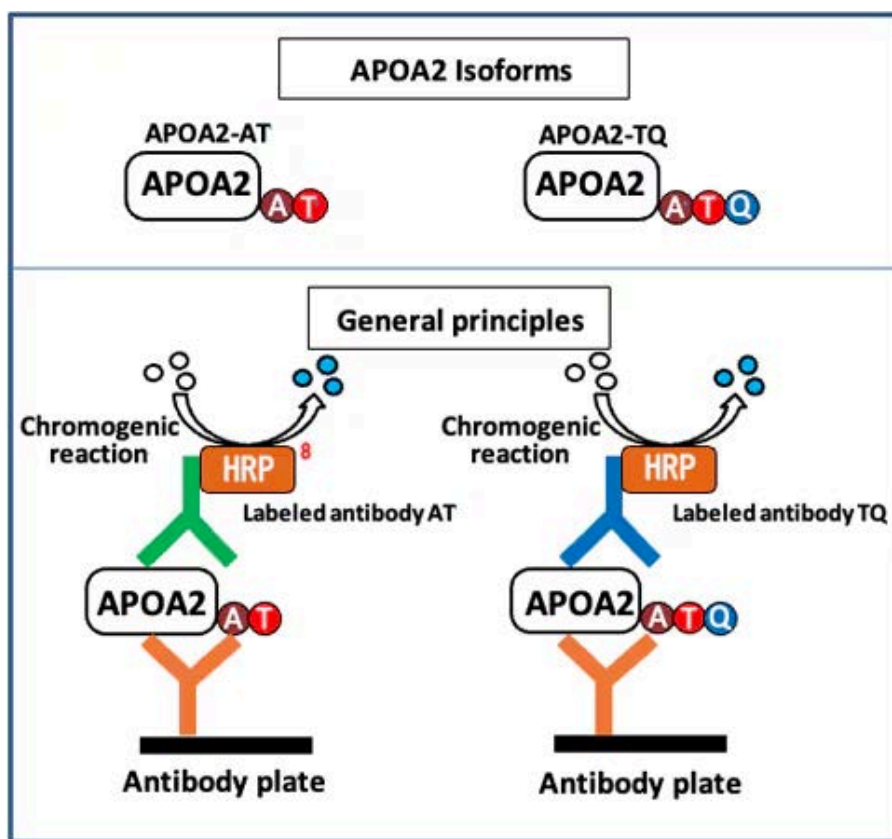 APOA2 Isoforms
APOA2-AT
APOA2
A T
APOA2-TQ
APOA2
A T Q
General principles
Chromogenic
reaction
HRP
8
Labeled antibody AT
APOA2
A T
Antibody plate
Chromogenic
reaction
HRP
Labeled antibody TQ
APOA2
A T Q
Antibody plate